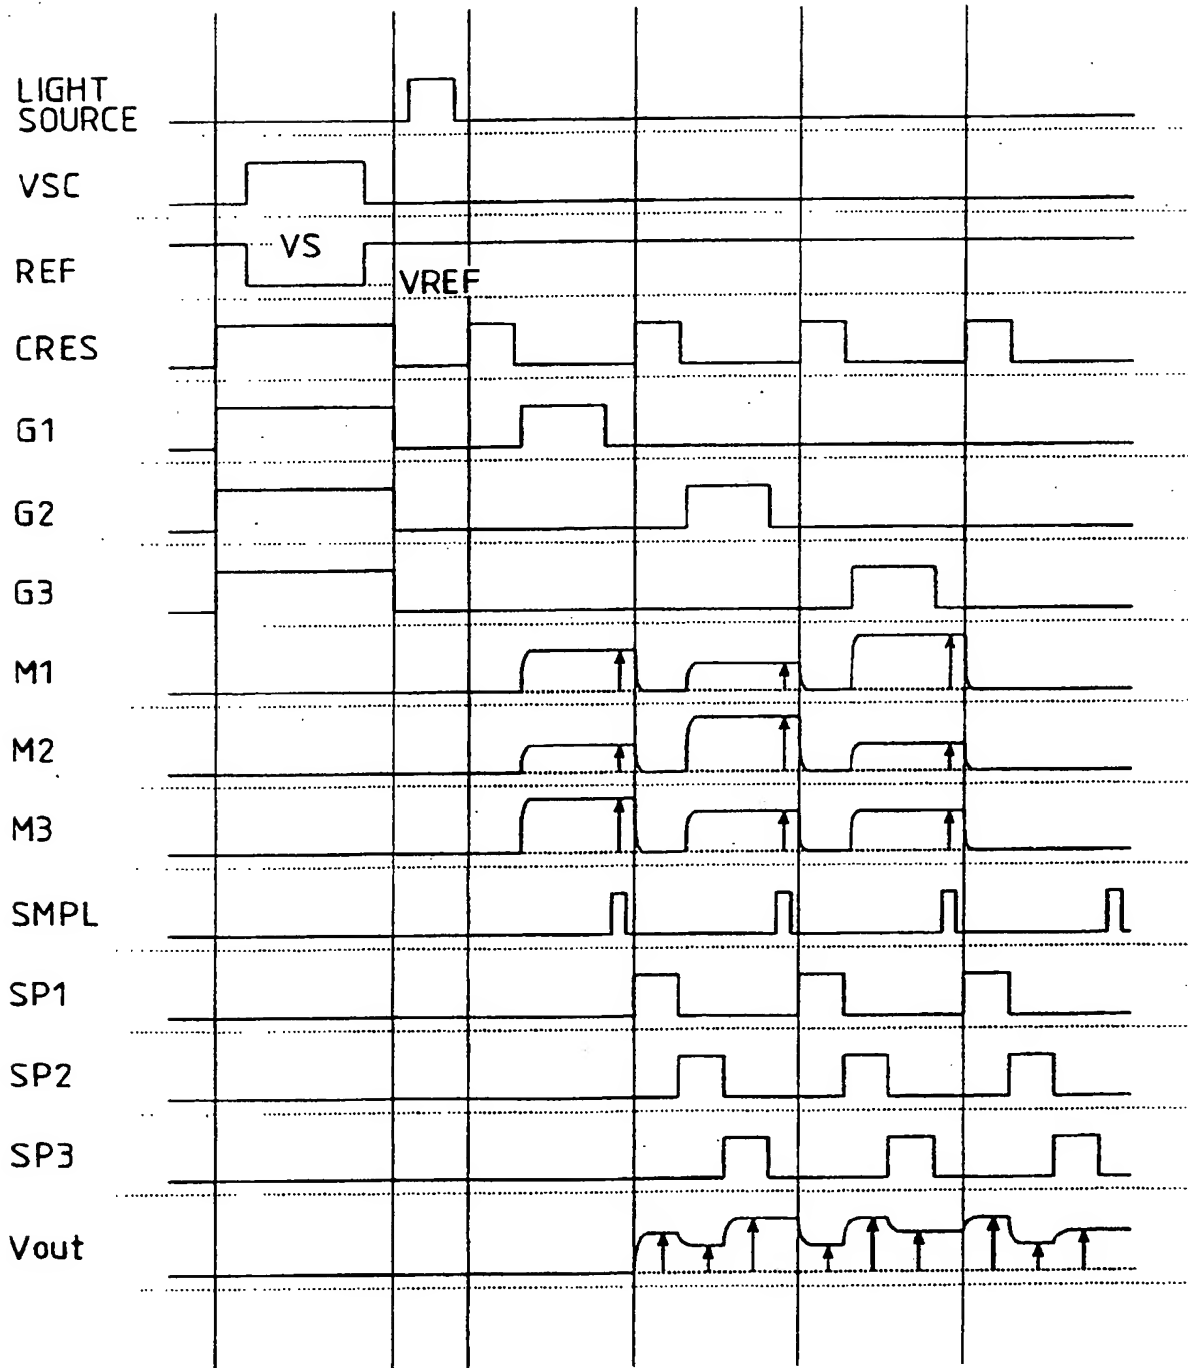 LIGHT
SOURCE
VSC
VS
REF
VREF
CRES
G1
G2
G3
M1
M2
M3
SMPL
SP1
SP2
SP3
Vout